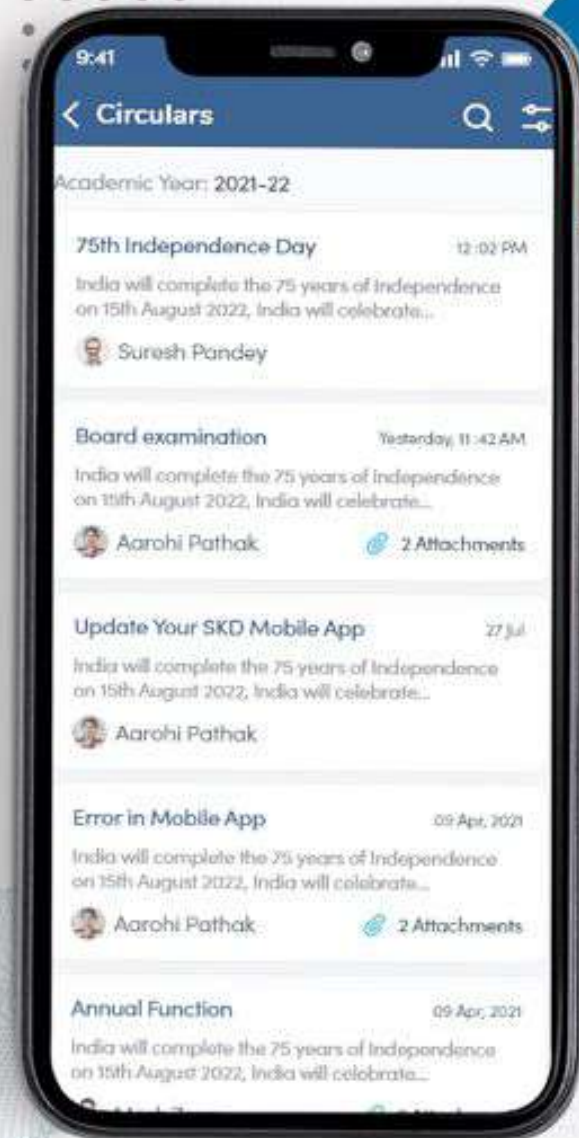 9:41
Circulars
Academic Year: 2021-22
75th Independence Day 12:02 PM
India will complete the 75 years of Independence
on 15th August 2022, India will celebrate...
Suresh Pandey
Board examination Yesterday, 11:42 AM
India will complete the 75 years of Independence
on 15th August 2022, India will celebrate...
Aarohi Pathak 2 Attachments
Update Your SKD Mobile App 27 Jul
India will complete the 75 years of Independence
on 15th August 2022, India will celebrate...
Aarohi Pathak
Error in Mobile App 09 Apr, 2021
India will complete the 75 years of Independence
on 15th August 2022, India will celebrate...
Aarohi Pathak 2 Attachments
Annual Function 09 Apr, 2021
India will complete the 75 years of Independence
on 15th August 2022, India will celebrate...